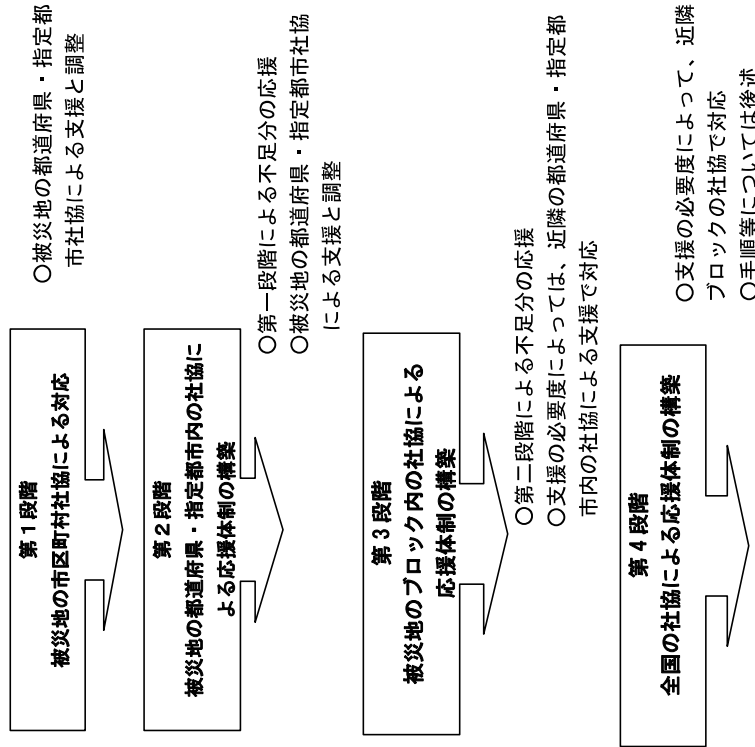 第１段階
被災地の市区町村社協による対応
○被災地の都道府県・指定都
市社協による支援と調整
第２段階
被災地の都道府県・指定都市内の社協に
よる応援体制の構築
○第一段階による不足分の応援
○被災地の都道府県・指定都市社協
による支援と調整
第３段階
被災地のブロック内の社協による
応援体制の構築
○第二段階による不足分の応援
○支援の必要度によっては、近隣の都道府県・指定都
市内の社協による支援で対応
第４段階
全国の社協による応援体制の構築
○支援の必要度によって、近隣
ブロックの社協で対応
○手順等については後述